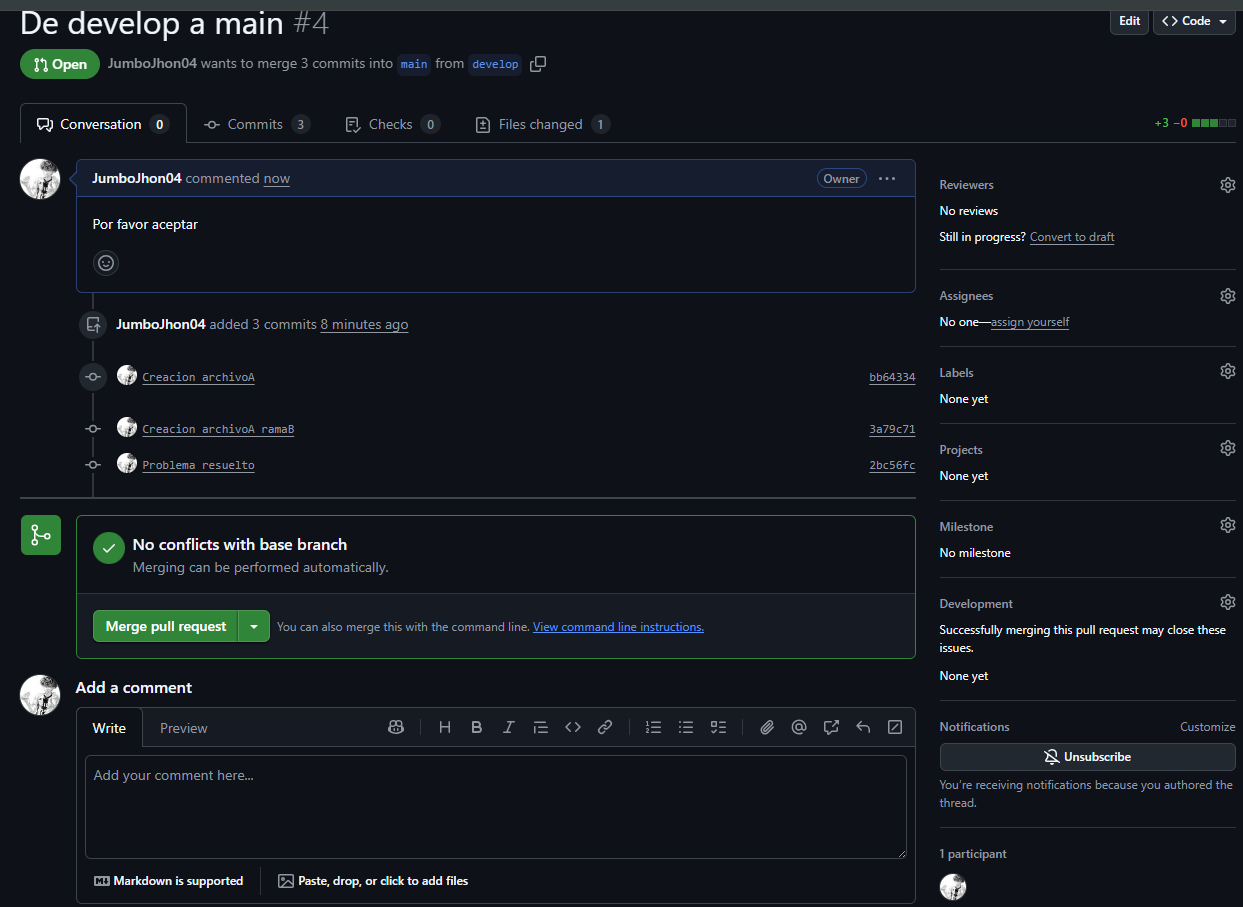 De develop a main #4
Edit
Code
Open
JumboJhon04 wants to merge 3 commits into main from develop
Conversation 0
Commits 3
Checks 0
Files changed 1
+3 −0
JumboJhon04 commented now
Owner
Por favor aceptar
JumboJhon04 added 3 commits 8 minutes ago
Creacion archivoA
bb64334
Creacion archivoA ramaB
3a79c71
Problema resuelto
2bc56fc
No conflicts with base branch
Merging can be performed automatically.
Merge pull request
You can also merge this with the command line. View command line instructions.
Add a comment
Write
Preview
Add your comment here...
Markdown is supported
Paste, drop, or click to add files
Reviewers
No reviews
Still in progress? Convert to draft
Assignees
No one—assign yourself
Labels
None yet
Projects
None yet
Milestone
No milestone
Development
Successfully merging this pull request may close these
issues.
None yet
Notifications
Customize
Unsubscribe
You're receiving notifications because you authored the
thread.
1 participant